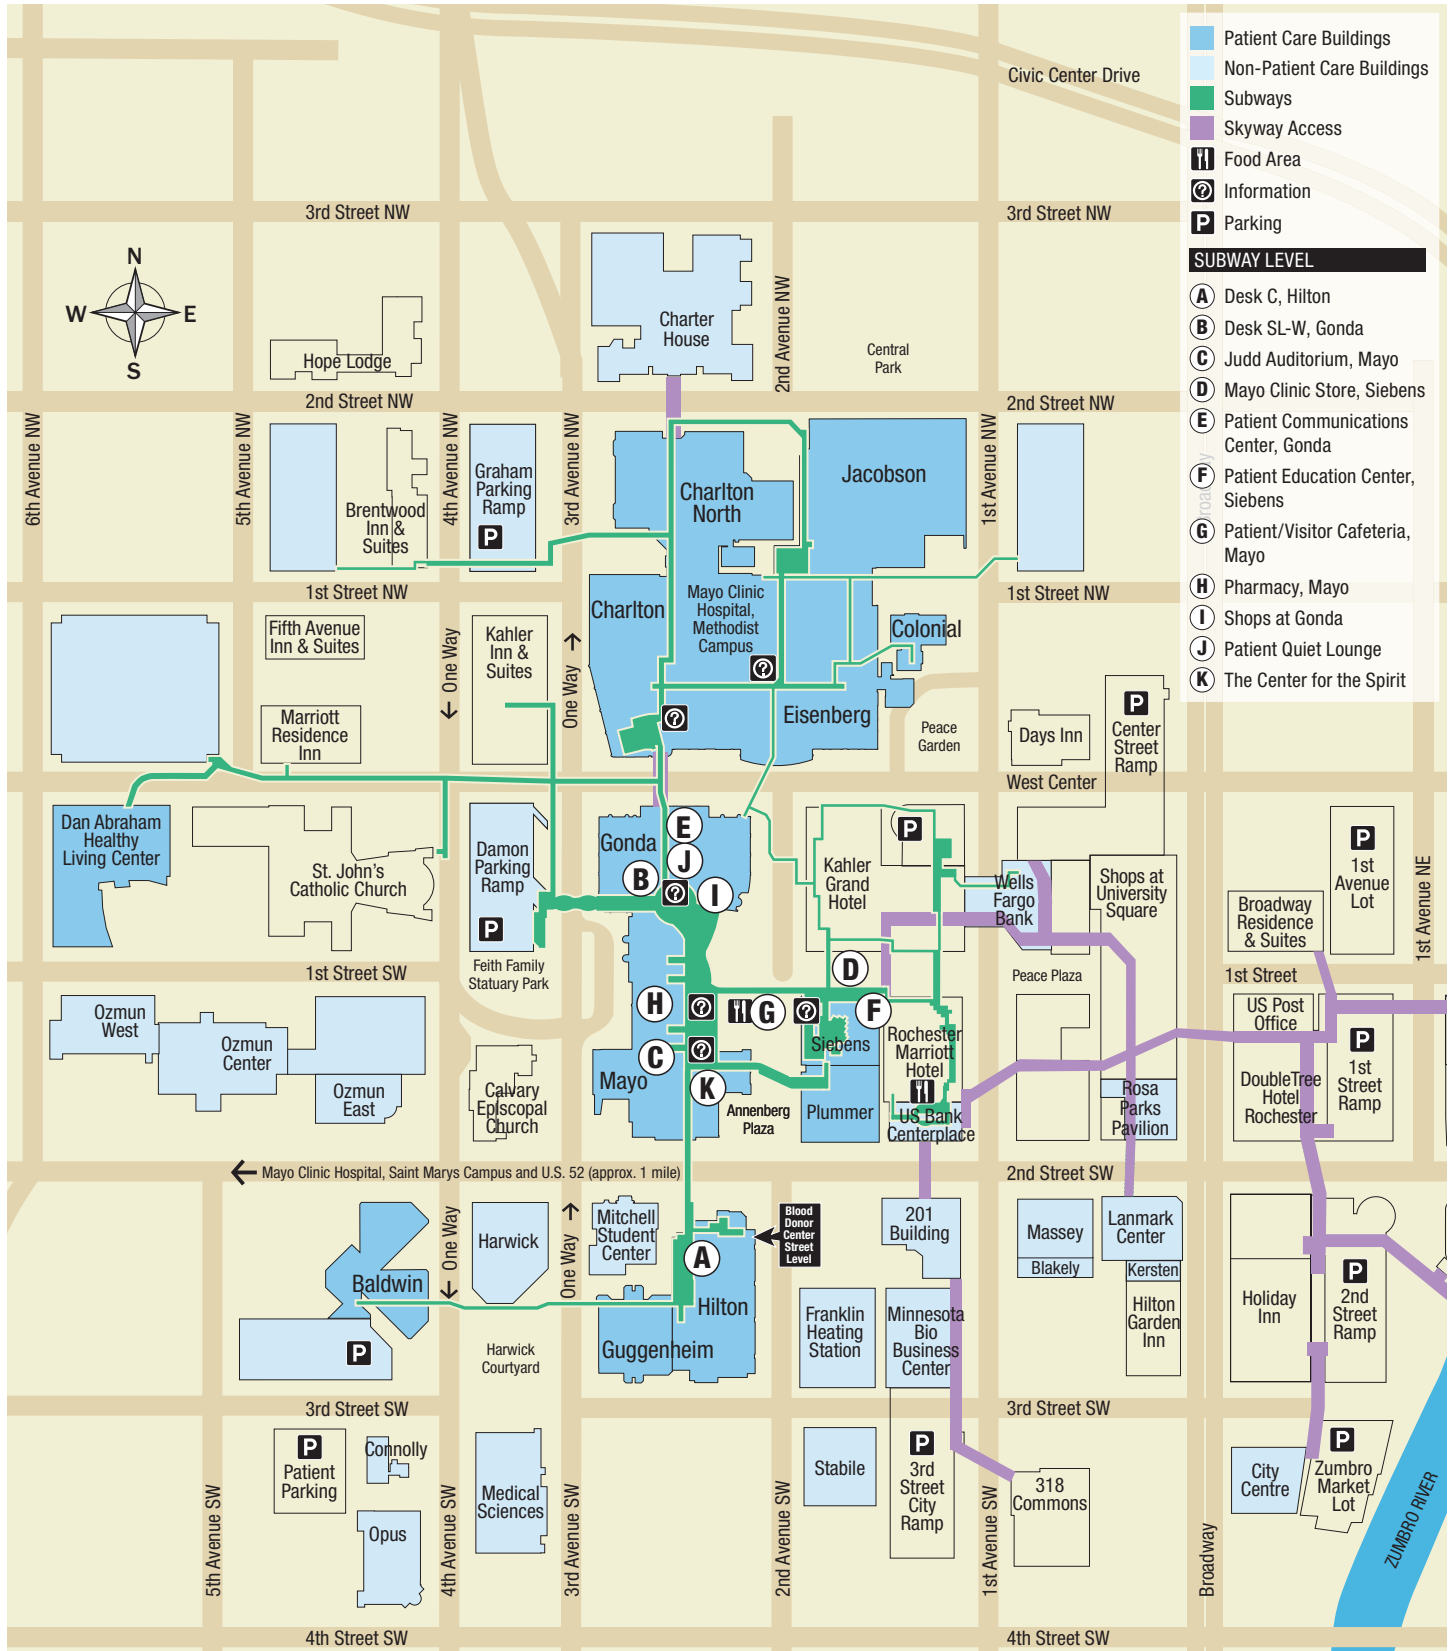 Patient Care Buildings
Non-Patient Care Buildings
Subways
Skyway Access
Food Area
Information
P Parking
SUBWAY LEVEL
A Desk C, Hilton
B Desk SL-W, Gonda
C Judd Auditorium, Mayo
D Mayo Clinic Store, Siebens
E Patient Communications
Center, Gonda
F Patient Education Center,
Siebens
G Patient/Visitor Cafeteria,
Mayo
H Pharmacy, Mayo
I Shops at Gonda
J Patient Quiet Lounge
K The Center for the Spirit
Broadway
Civic Center Drive
3rd Street NW
3rd Street NW
N
W
E
S
Hope Lodge
Charter
House
2nd Avenue NW
Central
Park
2nd Street NW
2nd Street NW
6th Avenue NW
5th Avenue NW
4th Avenue NW
3rd Avenue NW
1st Avenue NW
Brentwood
Inn &
Suites
Graham
Parking
Ramp
P
Charlton
North
Jacobson
1st Street NW
1st Street NW
Charlton
Mayo Clinic
Hospital,
Methodist
Campus
Colonial
Fifth Avenue
Inn & Suites
One Way
Kahler
Inn &
Suites
One Way
Marriott
Residence
Inn
Eisenberg
Peace
Garden
Days Inn
P
Center
Street
Ramp
West Center
Dan Abraham
Healthy
Living Center
St. John's
Catholic Church
Damon
Parking
Ramp
P
Gonda
E
J
B
I
P
Kahler
Grand
Hotel
Wells
Fargo
Bank
Shops at
University
Square
P
1st
Avenue
Lot
Broadway
Residence
& Suites
1st Avenue NE
1st Street SW
Feith Family
Statuary Park
D
Peace Plaza
1st Street
Ozmun
West
Ozmun
Center
Ozmun
East
Calvary
Episcopal
Church
H
G
F
C
Mayo
K
Siebens
Annenberg
Plaza
Plummer
Rochester
Marriott
Hotel
US Bank
Centerplace
Rosa
Parks
Pavilion
US Post
Office
DoubleTree
Hotel
Rochester
P
1st
Street
Ramp
Mayo Clinic Hospital, Saint Marys Campus and U.S. 52 (approx. 1 mile)
2nd Street SW
One Way
Harwick
One Way
Mitchell
Student
Center
A
Blood
Donor
Center
Street
Level
201
Building
Massey
Blakely
Lanmark
Center
Kersten
Baldwin
P
Harwick
Courtyard
Hilton
Guggenheim
Franklin
Heating
Station
Minnesota
Bio
Business
Center
Hilton
Garden
Inn
Holiday
Inn
P
2nd
Street
Ramp
3rd Street SW
3rd Street SW
P
Patient
Parking
Connolly
Opus
Medical
Sciences
Stabile
P
3rd
Street
City
Ramp
318
Commons
City
Centre
P
Zumbro
Market
Lot
ZUMBRO RIVER
5th Avenue SW
4th Avenue SW
3rd Avenue SW
2nd Avenue SW
1st Avenue SW
Broadway
4th Street SW
4th Street SW